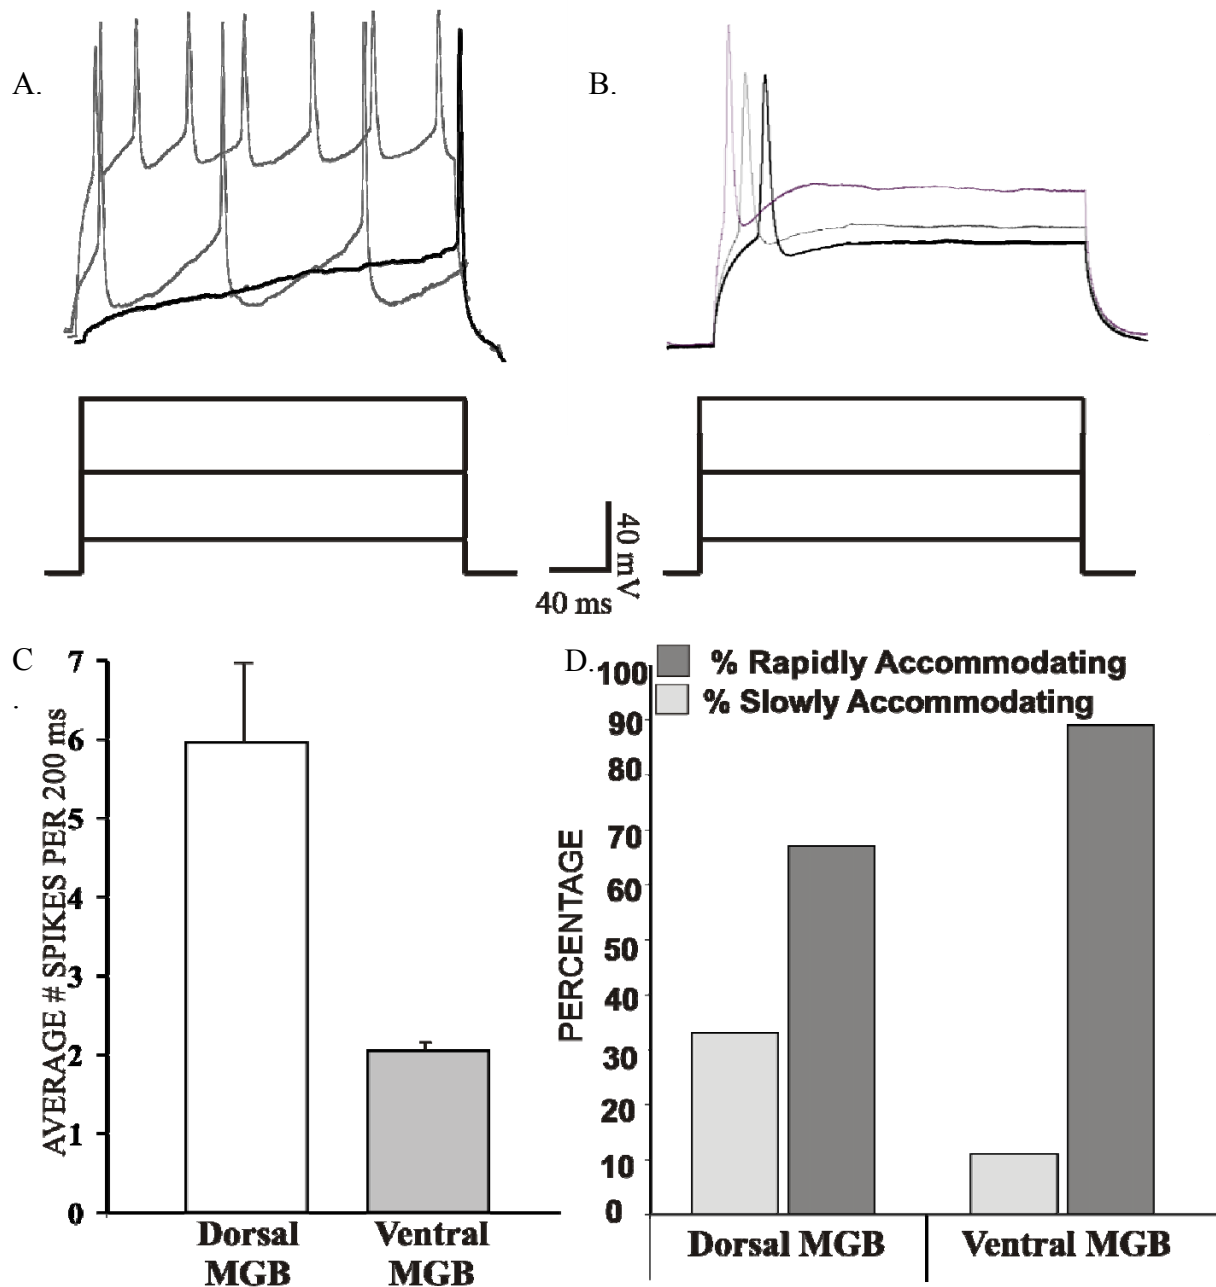 A.
B.
40 mV
40 ms
C
.
7
6
5
4
3
2
1
0
AVERAGE # SPIKES PER 200 ms
Dorsal
MGB
Ventral
MGB
D.
% Rapidly Accommodating
% Slowly Accommodating
100
90
80
70
60
50
40
30
20
10
0
PERCENTAGE
Dorsal MGB
Ventral MGB